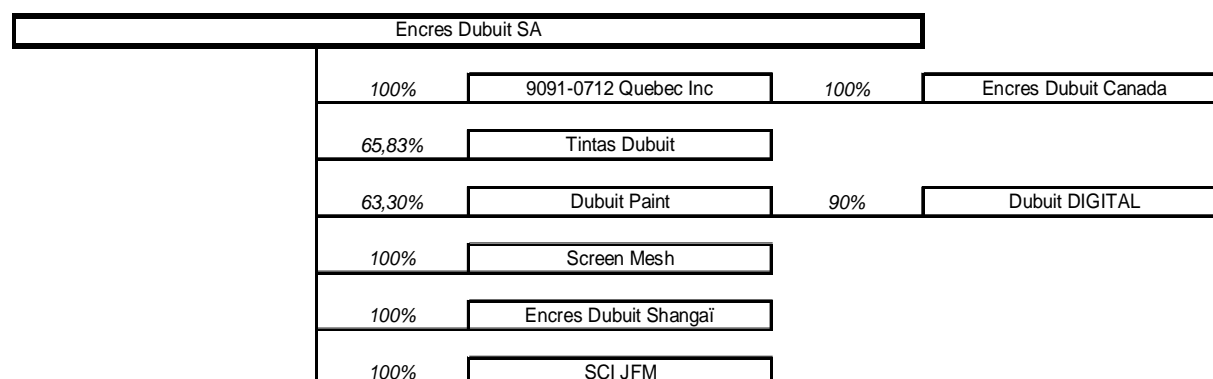 Encres Dubuit SA
100% 9091-0712 Quebec Inc 100% Encres Dubuit Canada
65,83% Tintas Dubuit
63,30% Dubuit Paint 90% Dubuit DIGITAL
100% Screen Mesh
100% Encres Dubuit Shangaï
100% SCI JFM